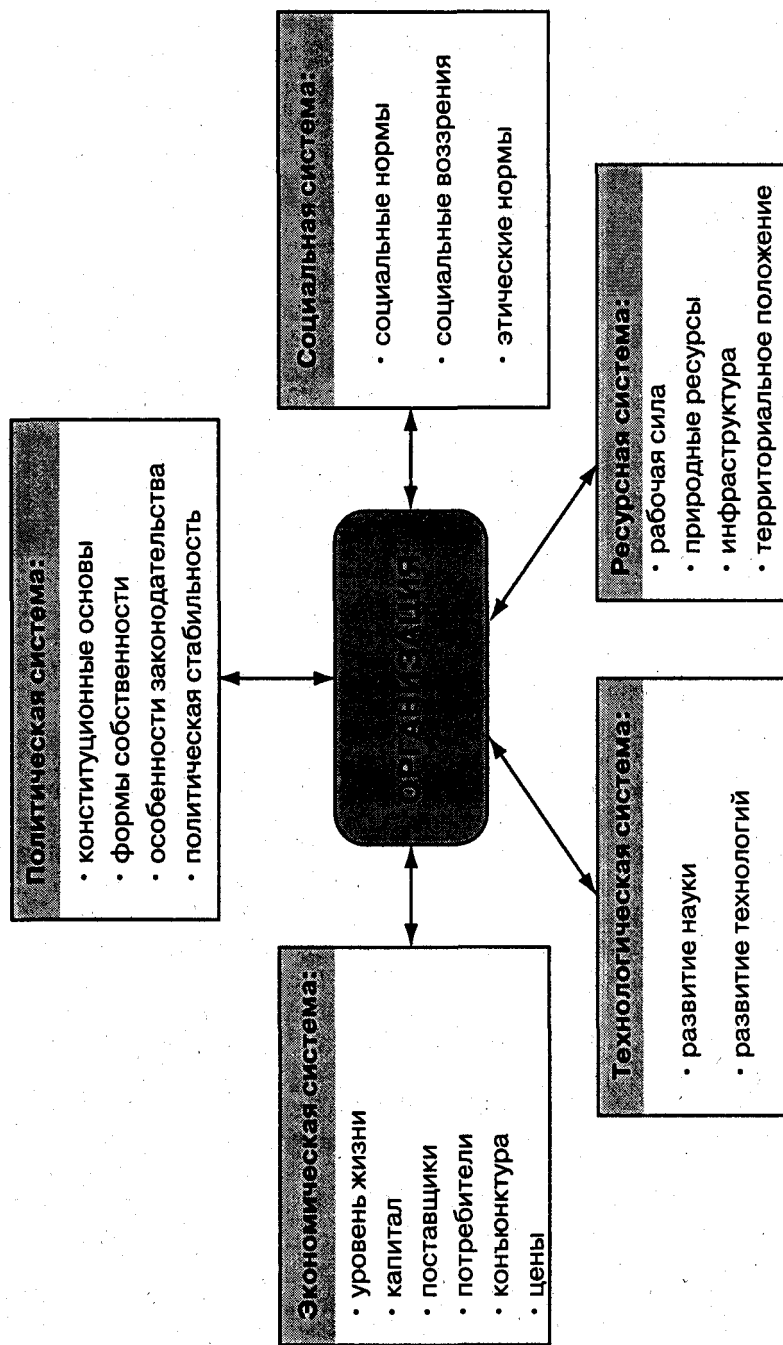 Политическая система:
• конституционные основы
• формы собственности
• особенности законодательства
• политическая стабильность
Экономическая система:
• уровень жизни
• капитал
• поставщики
• потребители
• конъюнктура
• цены
ОРГАНИЗАЦИЯ
Социальная система:
• социальные нормы
• социальные воззрения
• этические нормы
Технологическая система:
• развитие науки
• развитие технологий
Ресурсная система:
• рабочая сила
• природные ресурсы
• инфраструктура
• территориальное положение